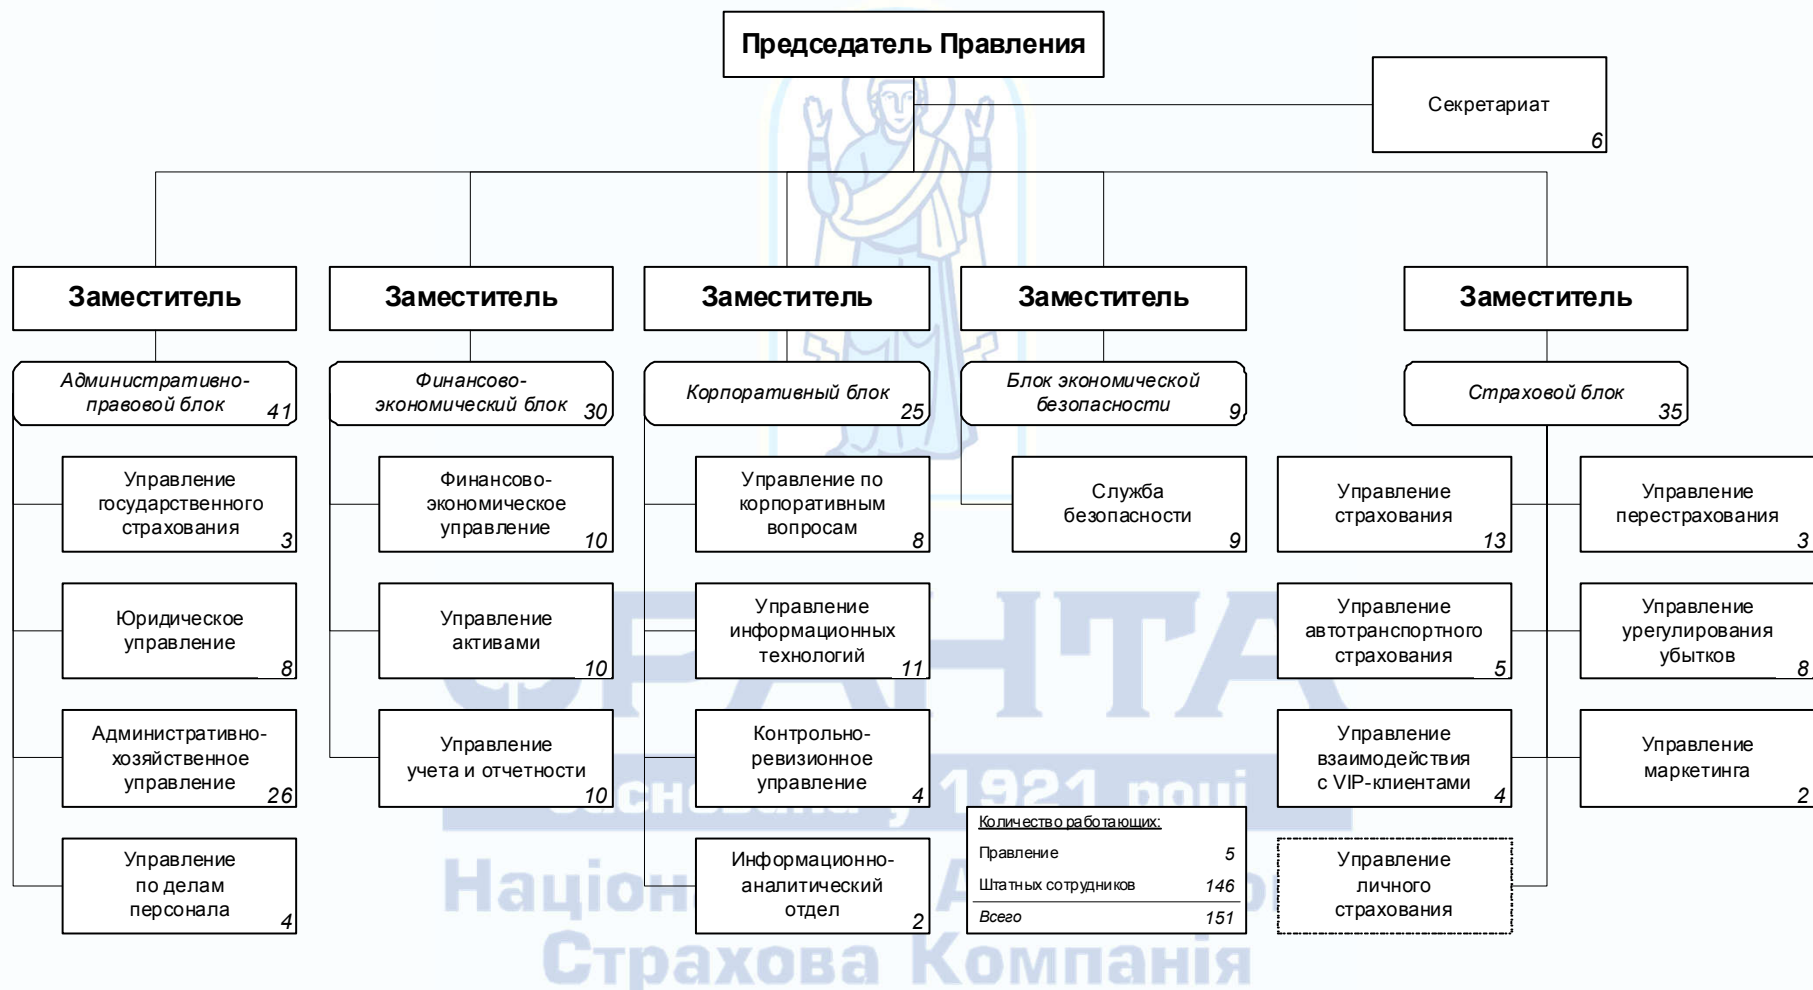 Председатель Правления
Секретариат
6
Заместитель
Заместитель
Заместитель
Заместитель
Заместитель
Административно-
правовой блок
41
Финансово-
экономический блок
30
Корпоративный блок
25
Блок экономической
безопасности
9
Страховой блок
35
Управление
государственного
страхования
3
Финансово-
экономическое
управление
10
Управление по
корпоративным
вопросам
8
Служба
безопасности
9
Управление
страхования
13
Управление
перестрахования
3
Юридическое
управление
8
Управление
активами
10
Управление
информационных
технологий
11
Управление
автотранспортного
страхования
5
Управление
урегулирования
убытков
8
Административно-
хозяйственное
управление
26
Управление
учета и отчетности
10
Контрольно-
ревизионное
управление
4
Управление
взаимодействия
с VIP-клиентами
4
Управление
маркетинга
2
Управление
по делам
персонала
4
Информационно-
аналитический
отдел
2
Количество работающих:
Правление 5
Штатных сотрудников 146
Всего 151
Управление
личного
страхования
1921 році
Страхова Компанія